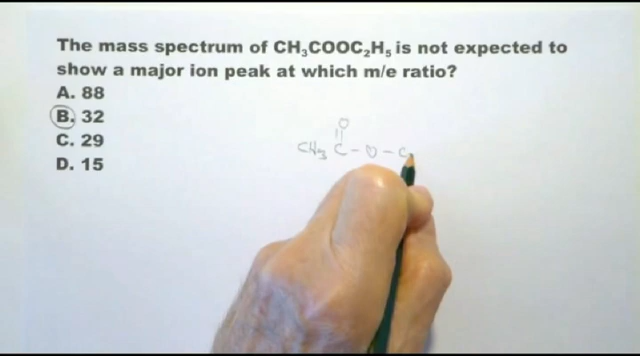 The mass spectrum of CH₃COOC₂H₅ is not expected to
show a major ion peak at which m/e ratio?
A. 88
B. 32
C. 29
D. 15
O
||
CH₃ C - O - C